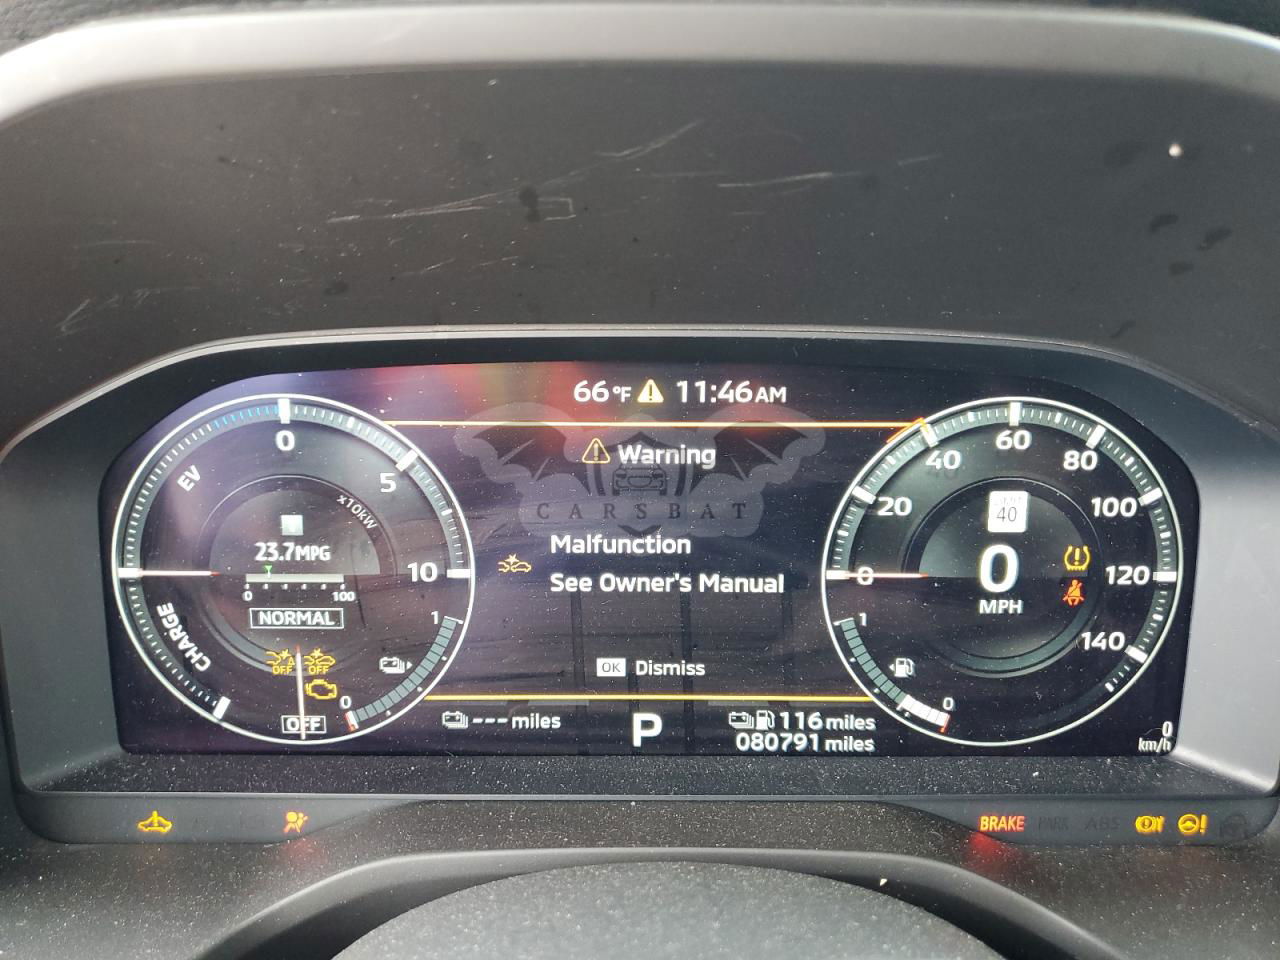 66°F 11:46AM
Warning
CARSBAT
Malfunction
See Owner's Manual
OK Dismiss
--- miles
P
116 miles
080791 miles
EV
0
5
10
x10kW
CHARGE
23.7MPG
0 100
NORMAL
OFF OFF
OFF
1
0
0
20
40
60
80
100
120
140
40
0
MPH
1
0
0
km/h
BRAKE
PARK
ABS